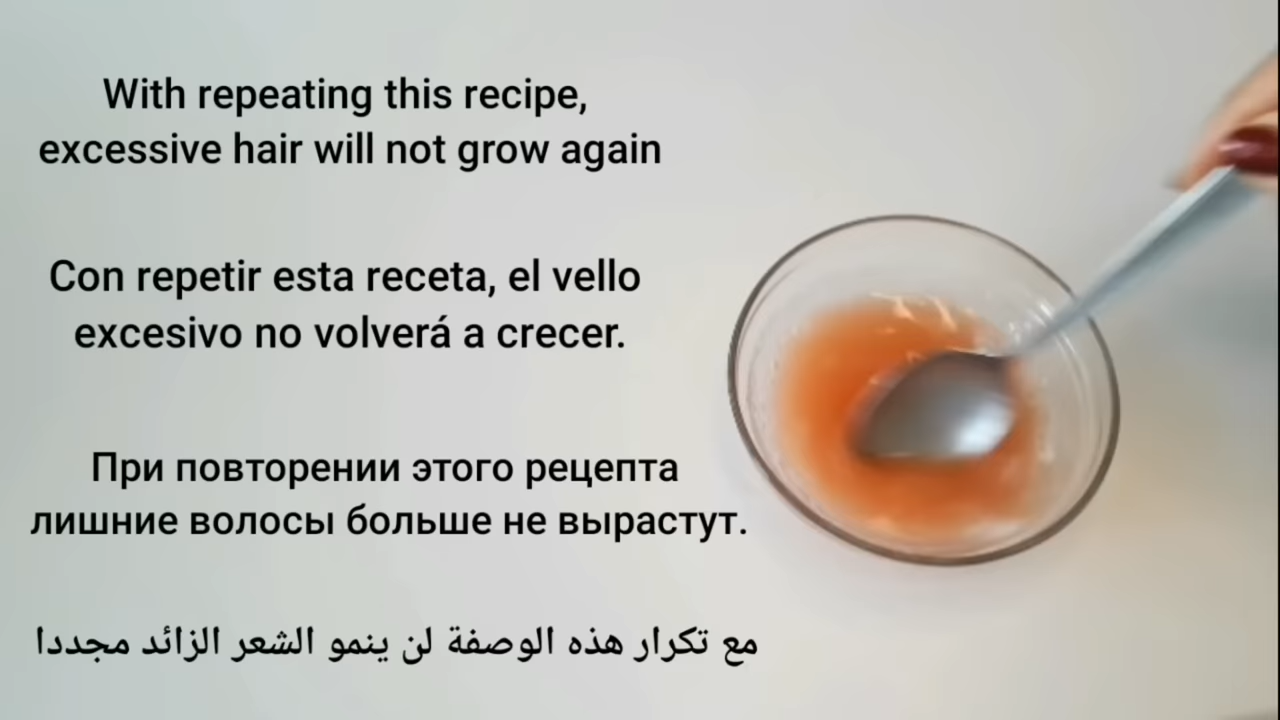 With repeating this recipe,
excessive hair will not grow again
Con repetir esta receta, el vello
excesivo no volverá a crecer.
При повторении этого рецепта
лишние волосы больше не вырастут.
مع تكرار هذه الوصفة لن ينمو الشعر الزائد مجددا